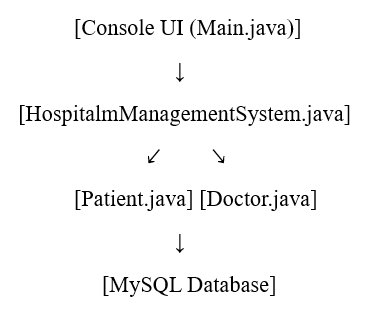 [Console UI (Main.java)]
↓
[HospitalmManagementSystem.java]
↙ ↘
[Patient.java] [Doctor.java]
↓
[MySQL Database]